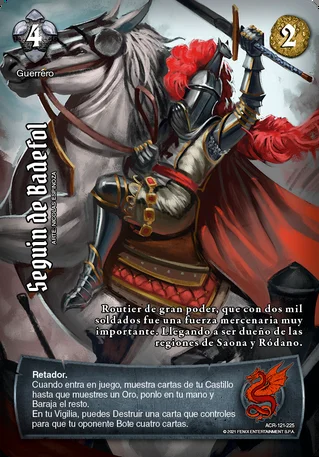 4
2
Guerrero
Seguin de Badefol
ARTE: NICOLÁS ESPINOZA
Routier de gran poder, que con dos mil
soldados fue una fuerza mercenaria muy
importante. Llegando a ser dueño de las
regiones de Saona y Ródano.
Retador.
Cuando entra en juego, muestra cartas de tu Castillo
hasta que muestres un Oro, ponlo en tu mano y
Baraja el resto.
En tu Vigilia, puedes Destruir una carta que controles
para que tu oponente Bote cuatro cartas.
ACR-121-225
© 2021 FENIX ENTERTAINMENT S.P.A.